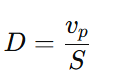 D = v_p / S